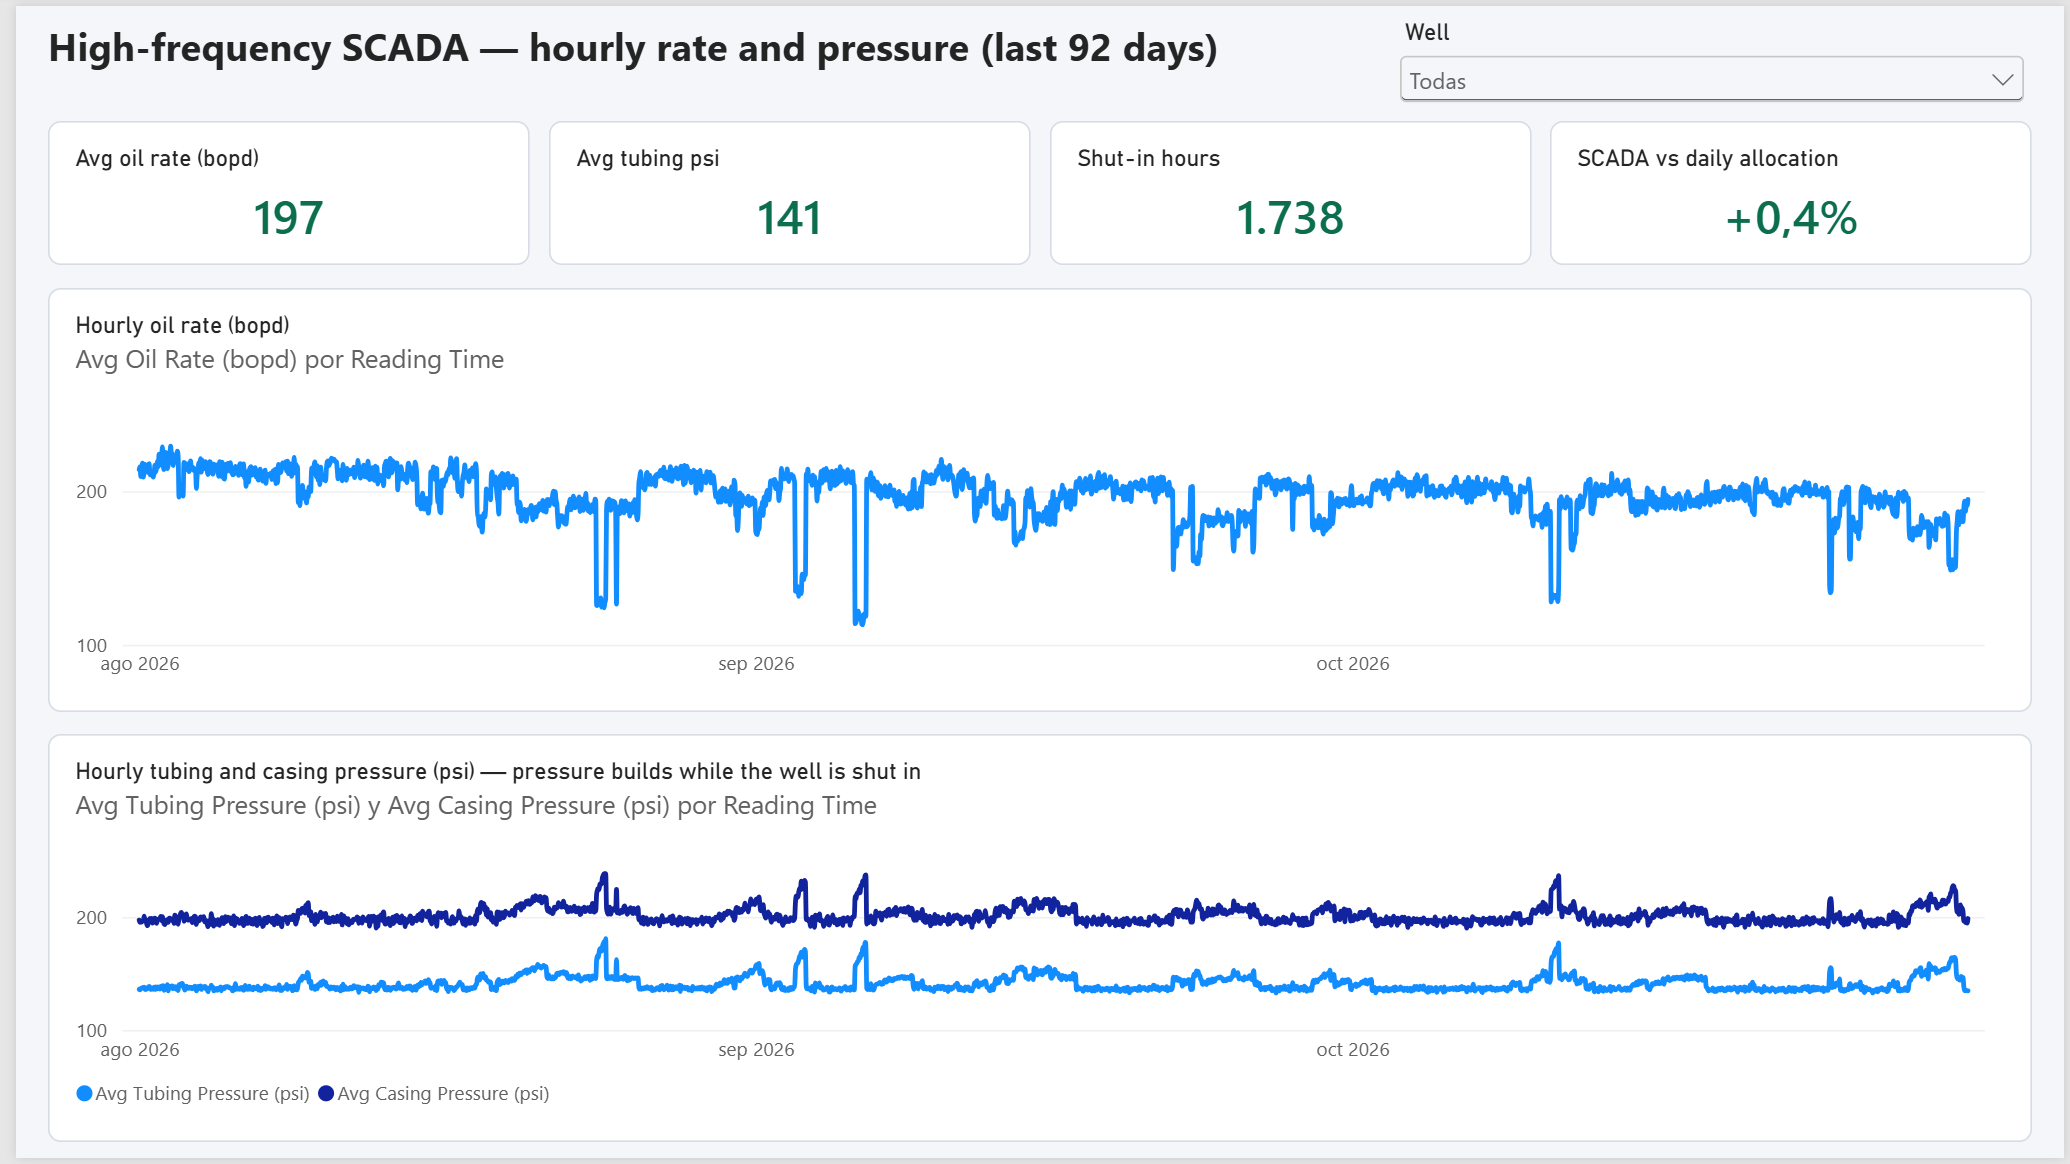 High-frequency SCADA — hourly rate and pressure (last 92 days)
Well
Todas
Avg oil rate (bopd)
197
Avg tubing psi
141
Shut-in hours
1.738
SCADA vs daily allocation
+0,4%
Hourly oil rate (bopd)
Avg Oil Rate (bopd) por Reading Time
200
100
ago 2026
sep 2026
oct 2026
Hourly tubing and casing pressure (psi) — pressure builds while the well is shut in
Avg Tubing Pressure (psi) y Avg Casing Pressure (psi) por Reading Time
200
100
ago 2026
sep 2026
oct 2026
Avg Tubing Pressure (psi)
Avg Casing Pressure (psi)